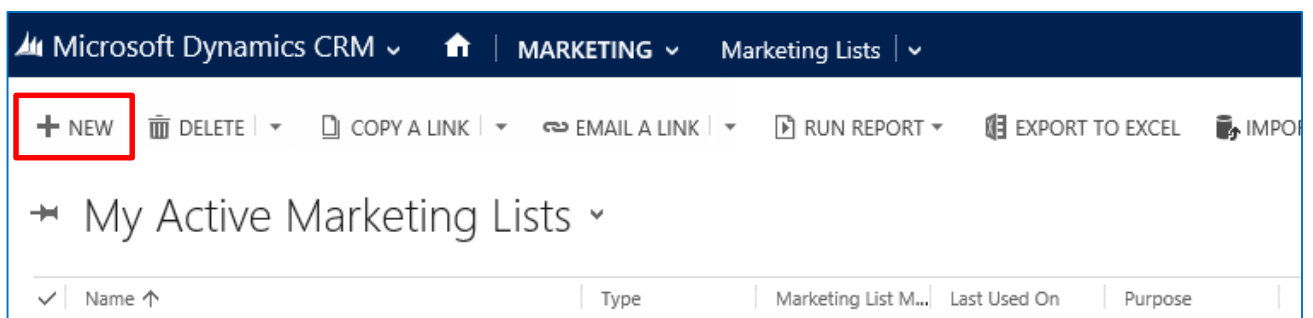 Microsoft Dynamics CRM MARKETING Marketing Lists
NEW DELETE COPY A LINK EMAIL A LINK RUN REPORT EXPORT TO EXCEL IMPOR
My Active Marketing Lists
Name Type Marketing List M... Last Used On Purpose